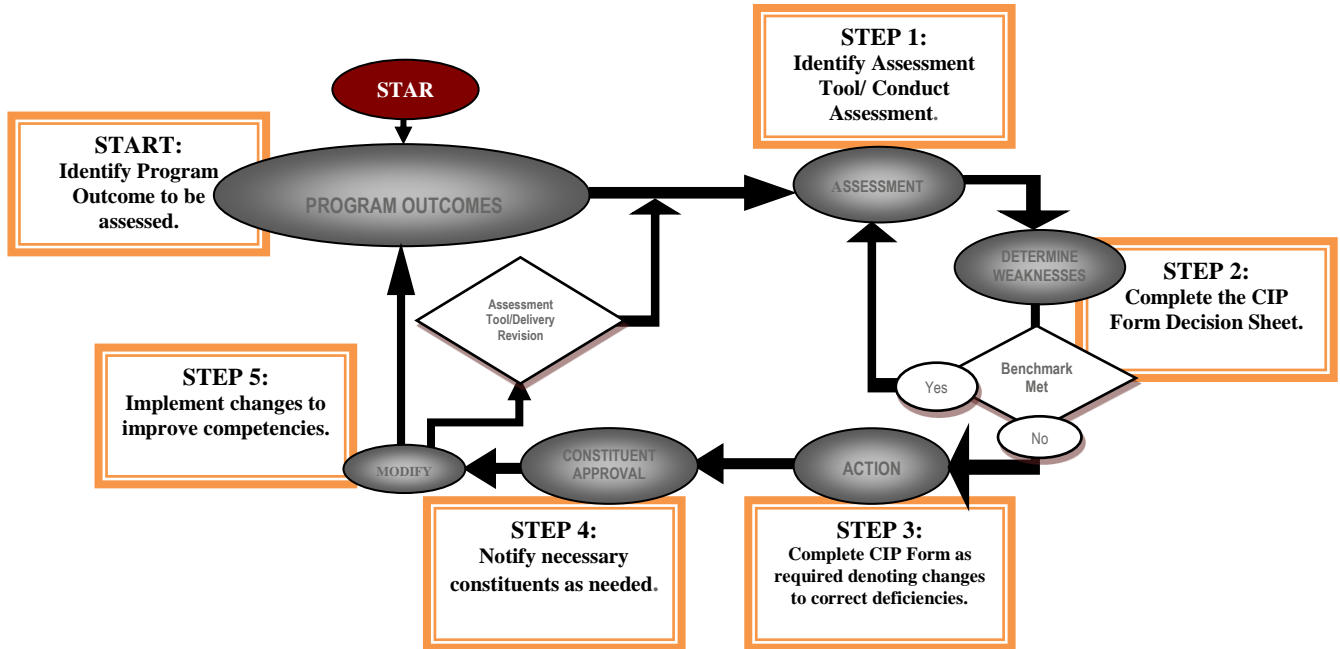 STAR
START:
Identify Program
Outcome to be
assessed.
PROGRAM OUTCOMES
STEP 1:
Identify Assessment
Tool/ Conduct
Assessment.
ASSESSMENT
DETERMINE
WEAKNESSES
STEP 2:
Complete the CIP
Form Decision Sheet.
Benchmark
Met
Yes
No
Assessment
Tool/Delivery
Revision
STEP 5:
Implement changes to
improve competencies.
MODIFY
CONSTITUENT
APPROVAL
ACTION
STEP 4:
Notify necessary
constituents as needed.
STEP 3:
Complete CIP Form as
required denoting changes
to correct deficiencies.